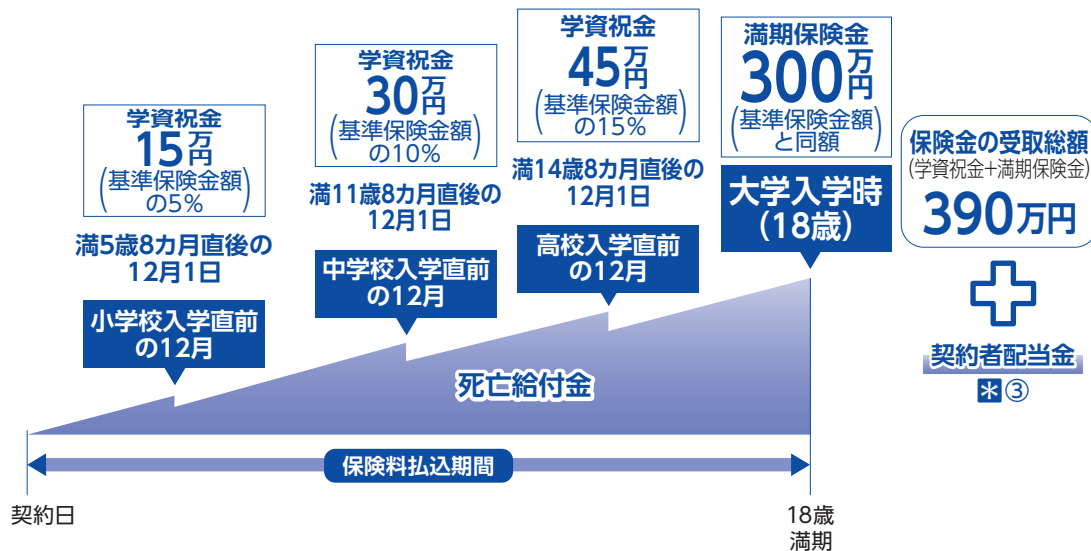 学資祝金
15万円
(基準保険金額
の5%)
満5歳8カ月直後の
12月1日
小学校入学直前
の12月
学資祝金
30万円
(基準保険金額
の10%)
満11歳8カ月直後の
12月1日
中学校入学直前
の12月
学資祝金
45万円
(基準保険金額
の15%)
満14歳8カ月直後の
12月1日
高校入学直前
の12月
満期保険金
300万円
(基準保険金額
と同額)
大学入学時
(18歳)
保険金の受取総額
(学資祝金+満期保険金)
390万円
契約者配当金
*③
死亡給付金
保険料払込期間
契約日
18歳
満期